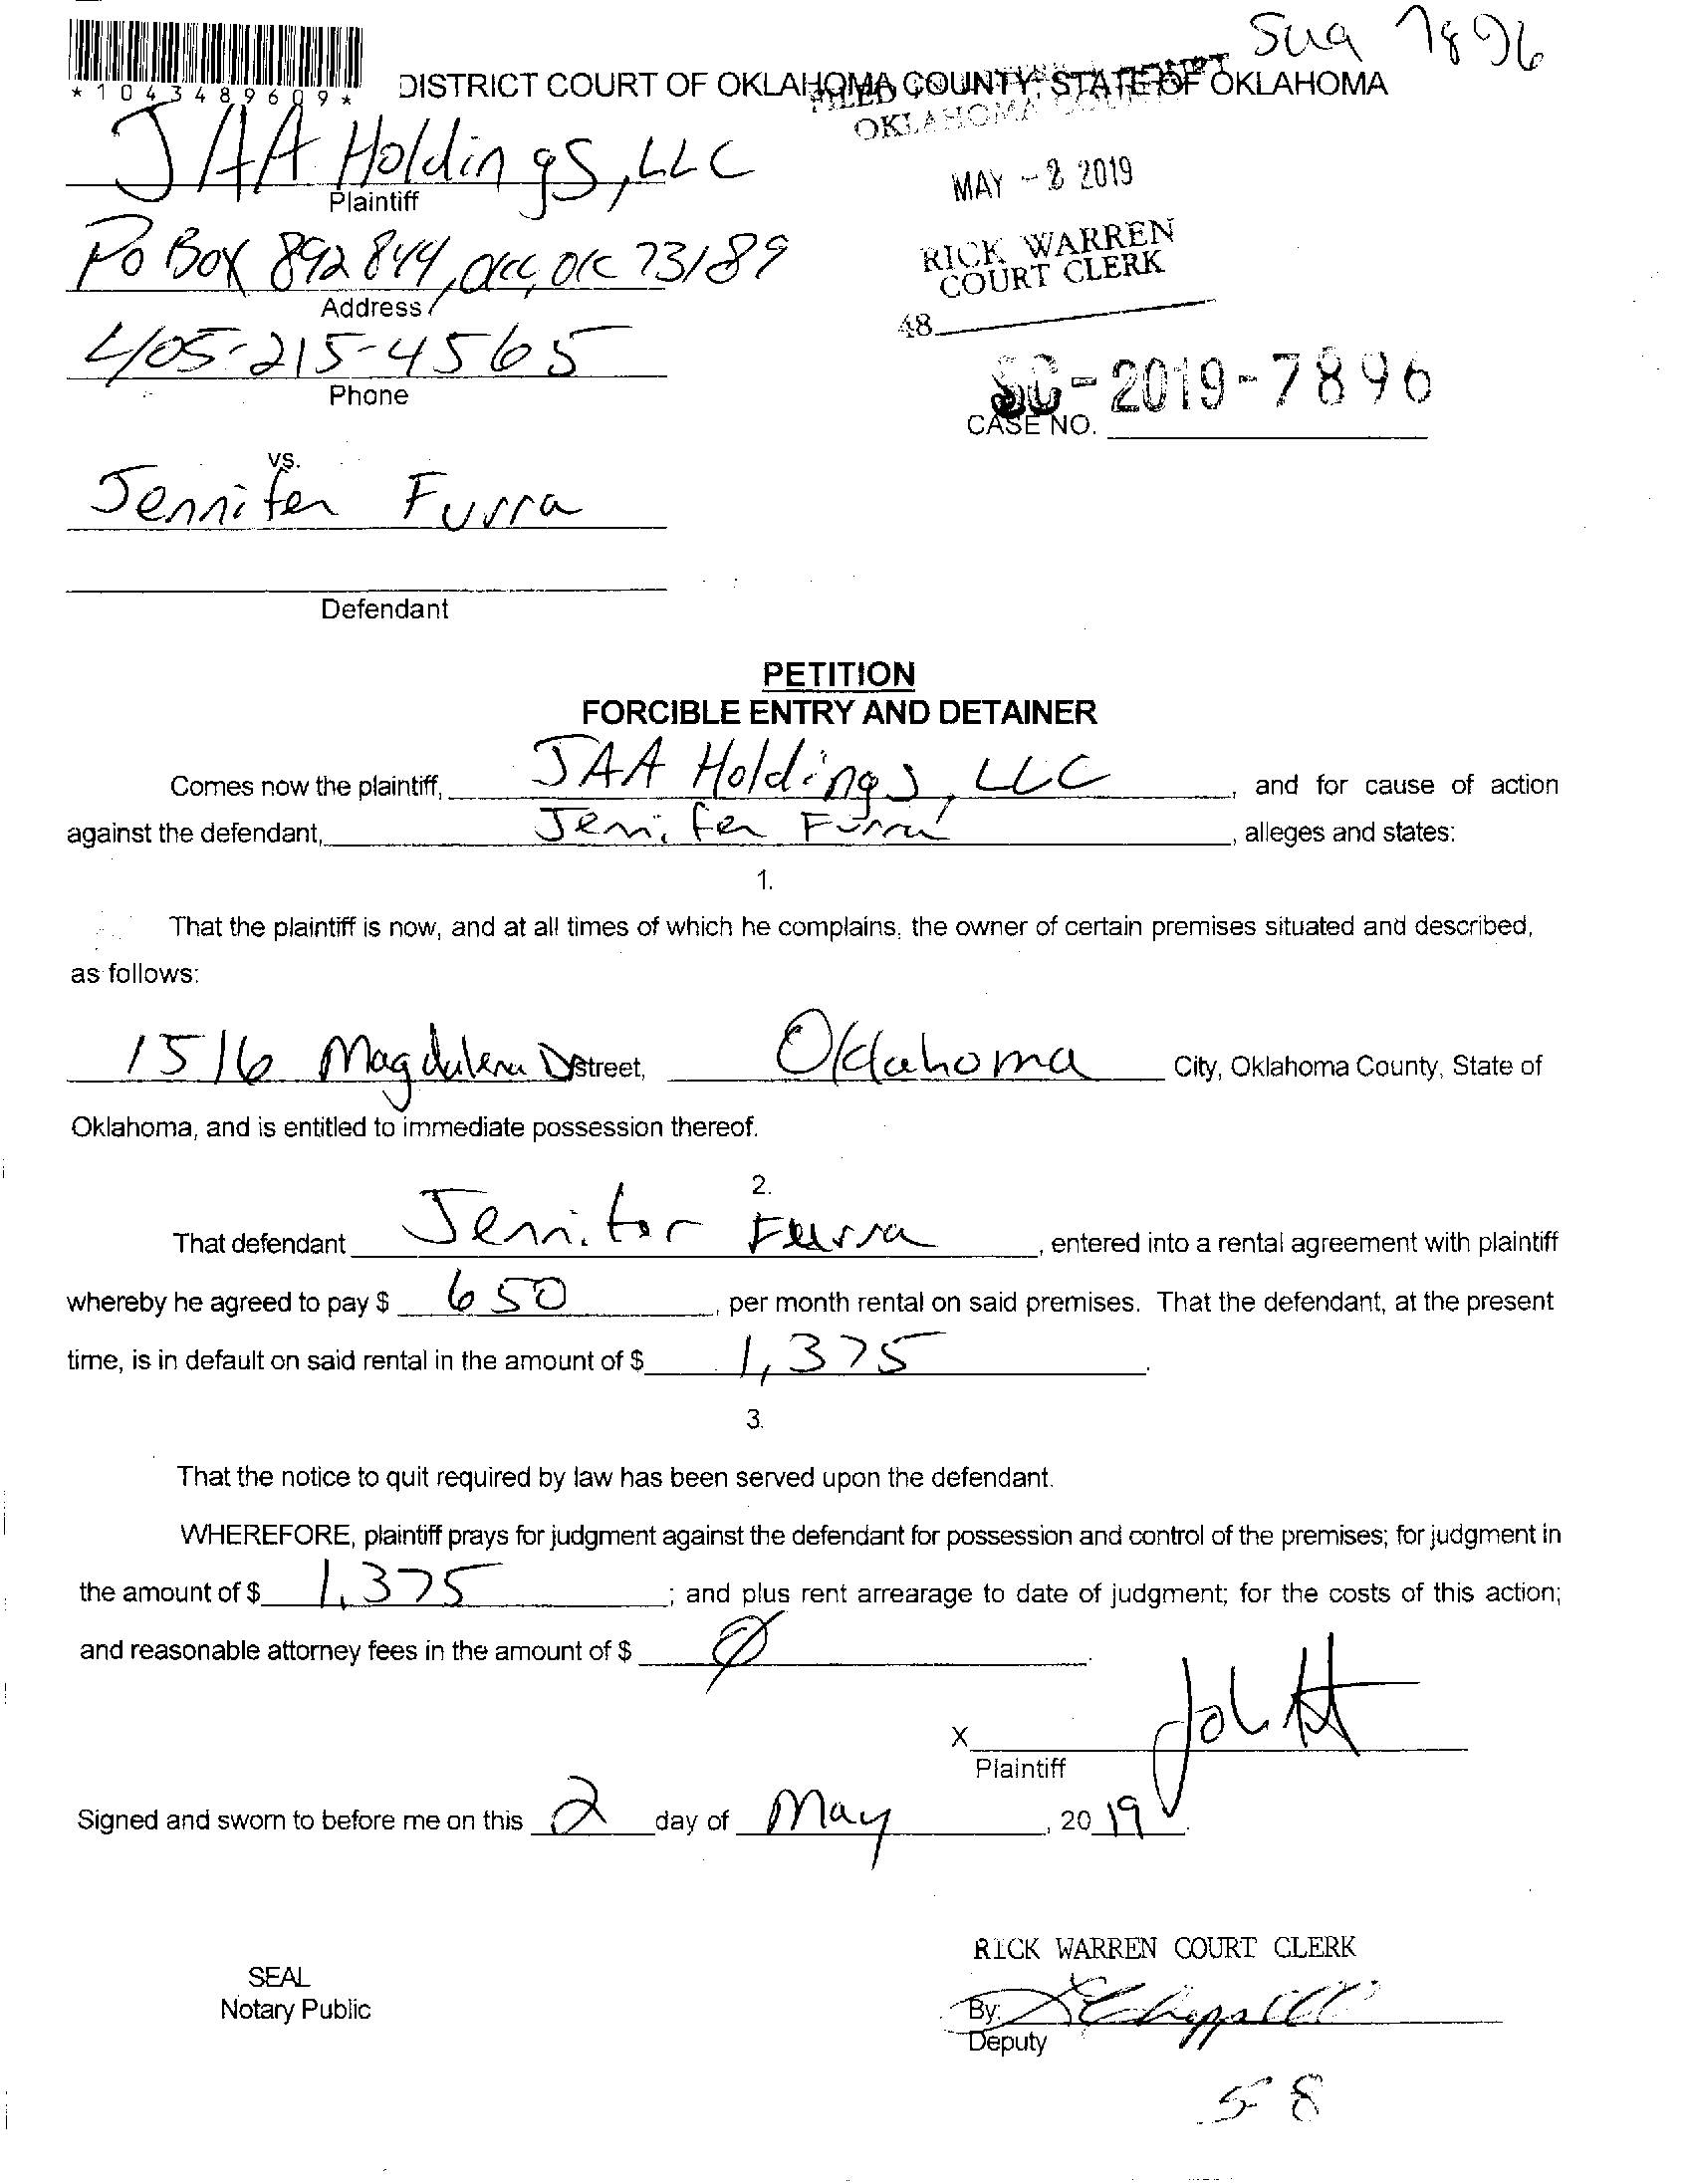 Sug 7896
*1043489609*
DISTRICT COURT OF OKLAHOMA COUNTY, STATE OF OKLAHOMA
FILED
OKLAHOMA
JAA Holdings, LLC
Plaintiff
MAY - 2 2019
PO Box 892844, OKC, OK 73189
Address
RICK WARREN
COURT CLERK
48
405-215-4565
Phone
SC-2019-7896
CASE NO.
vs.
Jennifer Furra
Defendant
PETITION
FORCIBLE ENTRY AND DETAINER
Comes now the plaintiff, JAA Holdings, LLC, and for cause of action
against the defendant, Jennifer Furra, alleges and states:
1.
That the plaintiff is now, and at all times of which he complains, the owner of certain premises situated and described,
as follows:
1516 Magdalena Dr street, Oklahoma City, Oklahoma County, State of
Oklahoma, and is entitled to immediate possession thereof.
2.
That defendant Jennifer Furra, entered into a rental agreement with plaintiff
whereby he agreed to pay $ 650, per month rental on said premises. That the defendant, at the present
time, is in default on said rental in the amount of $ 1,375.
3.
That the notice to quit required by law has been served upon the defendant.
WHEREFORE, plaintiff prays for judgment against the defendant for possession and control of the premises; for judgment in
the amount of $ 1,375; and plus rent arrearage to date of judgment; for the costs of this action;
and reasonable attorney fees in the amount of $ Ø.
X
Plaintiff
Signed and sworn to before me on this 2 day of May, 20 19.
RICK WARREN COURT CLERK
SEAL
Notary Public
By:
Deputy
58